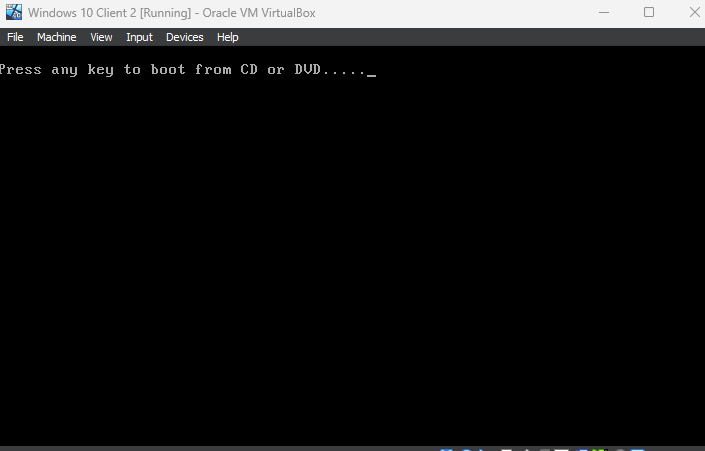 Windows 10 Client 2 [Running] - Oracle VM VirtualBox
File Machine View Input Devices Help
Press any key to boot from CD or DVD....._